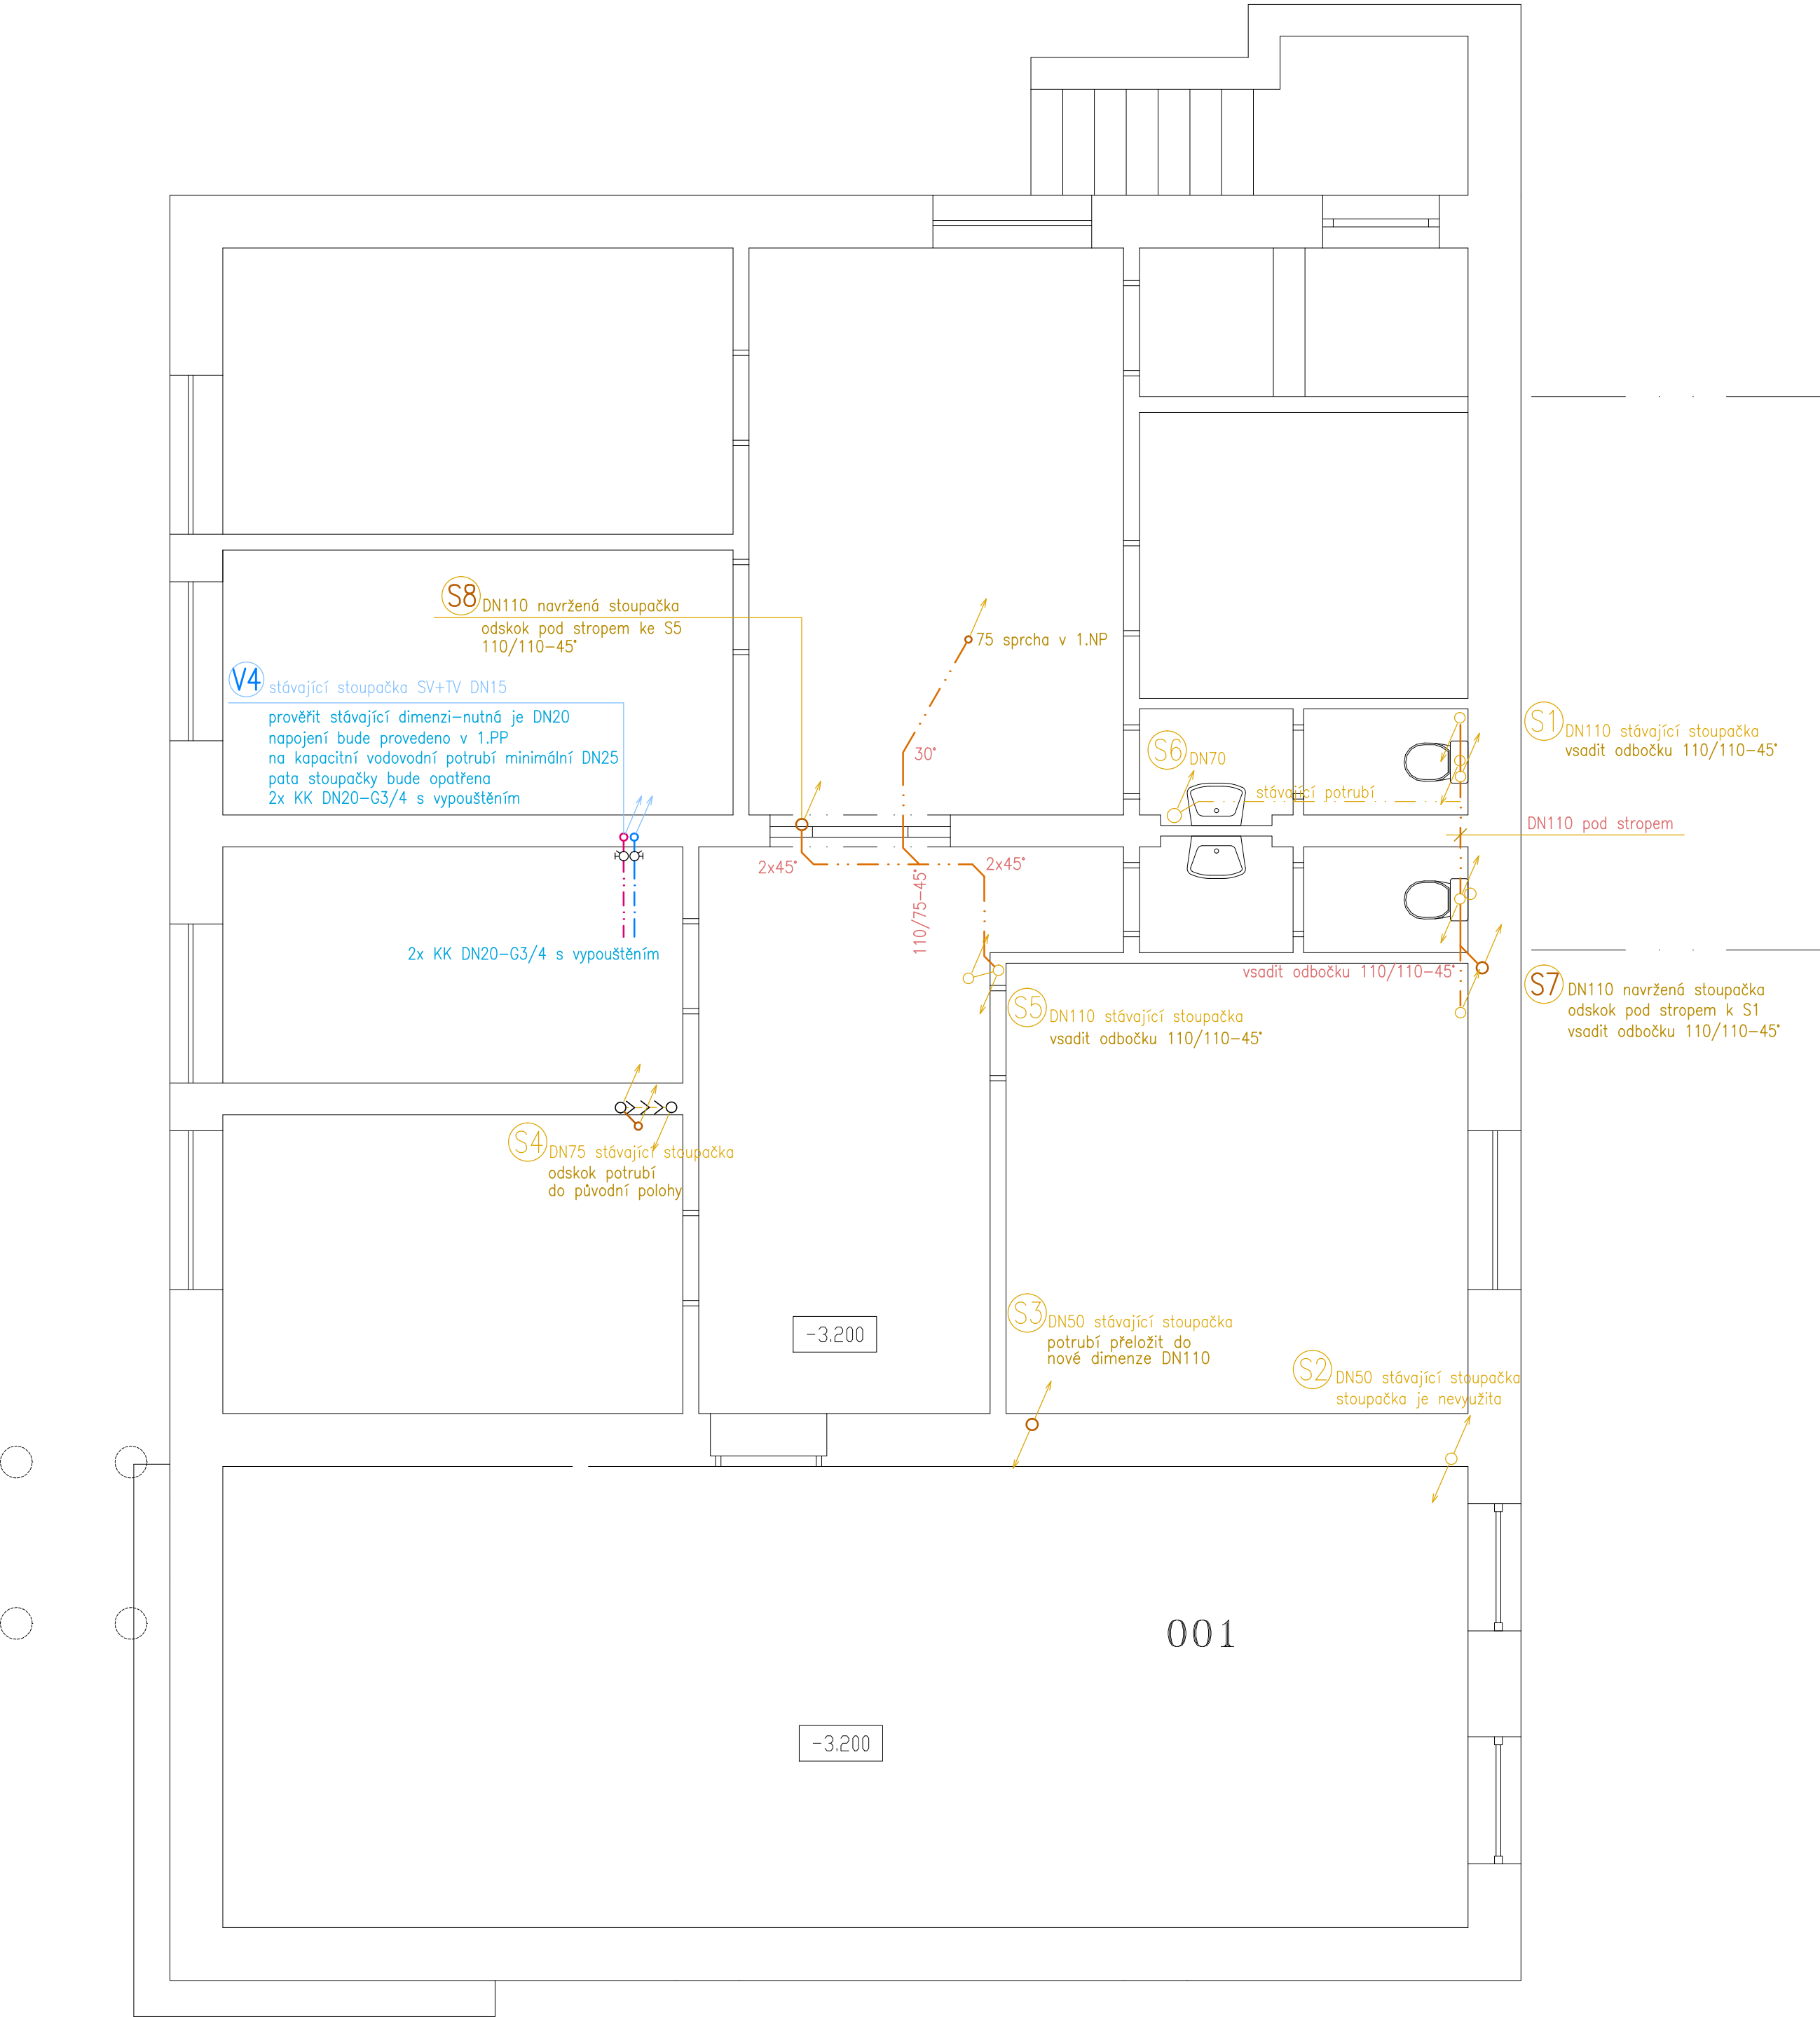 S8
DN110 navržená stoupačka
odskok pod stropem ke S5
110/110-45°
75 sprcha v 1.NP
V4
stávající stoupačka SV+TV DN15
prověřit stávající dimenzi-nutná je DN20
napojení bude provedeno v 1.PP
na kapacitní vodovodní potrubí minimální DN25
pata stoupačky bude opatřena
2x KK DN20-G3/4 s vypouštěním
30°
S6
DN70
stávající potrubí
S1
DN110 stávající stoupačka
vsadit odbočku 110/110-45°
DN110 pod stropem
2x45°
110/75-45°
2x45°
2x KK DN20-G3/4 s vypouštěním
vsadit odbočku 110/110-45°
S7
DN110 navržená stoupačka
odskok pod stropem k S1
vsadit odbočku 110/110-45°
S5
DN110 stávající stoupačka
vsadit odbočku 110/110-45°
S4
DN75 stávající stoupačka
odskok potrubí
do původní polohy
-3.200
S3
DN50 stávající stoupačka
potrubí přeložit do
nové dimenze DN110
S2
DN50 stávající stoupačka
stoupačka je nevyužita
001
-3.200